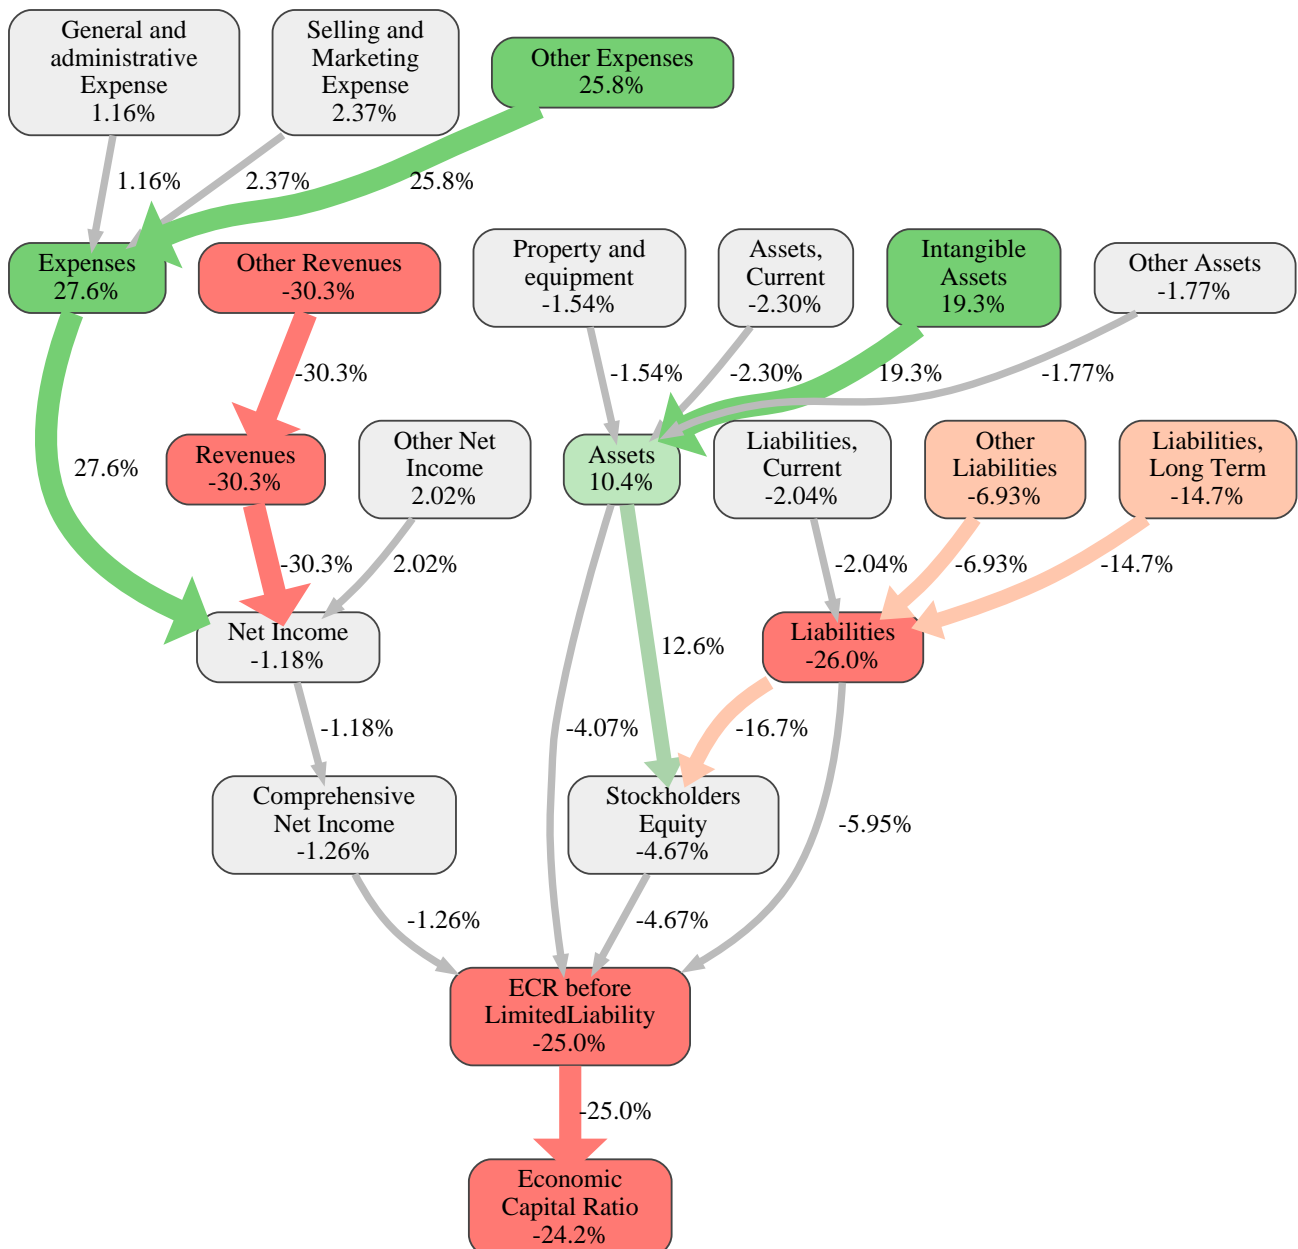 General and
administrative
Expense
1.16%
Selling and
Marketing
Expense
2.37%
Other Expenses
25.8%
1.16%
2.37%
25.8%
Expenses
27.6%
Other Revenues
-30.3%
Property and
equipment
-1.54%
Assets,
Current
-2.30%
Intangible
Assets
19.3%
Other Assets
-1.77%
-30.3%
-1.54%
-2.30%
19.3%
-1.77%
27.6%
Revenues
-30.3%
Other Net
Income
2.02%
Assets
10.4%
Liabilities,
Current
-2.04%
Other
Liabilities
-6.93%
Liabilities,
Long Term
-14.7%
-30.3%
2.02%
-2.04%
-6.93%
-14.7%
Net Income
-1.18%
12.6%
Liabilities
-26.0%
-1.18%
-4.07%
-16.7%
Comprehensive
Net Income
-1.26%
Stockholders
Equity
-4.67%
-5.95%
-1.26%
-4.67%
ECR before
LimitedLiability
-25.0%
-25.0%
Economic
Capital Ratio
-24.2%